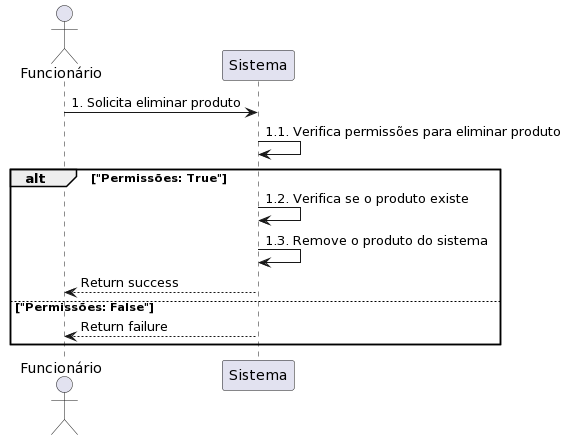 Funcionário
Sistema
1. Solicita eliminar produto
1.1. Verifica permissões para eliminar produto
alt
["Permissões: True"]
1.2. Verifica se o produto existe
1.3. Remove o produto do sistema
Return success
["Permissões: False"]
Return failure
Funcionário
Sistema